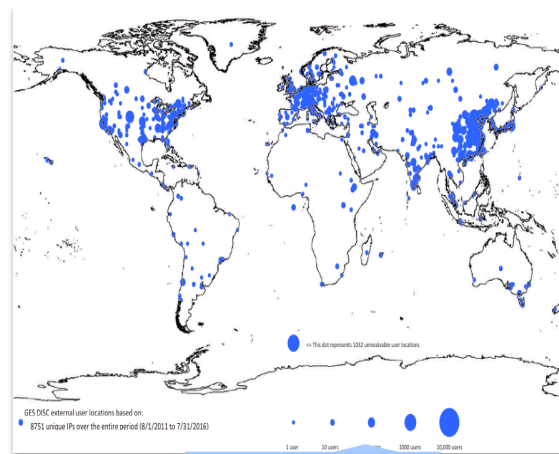 <= This dot represents 1032 unresolvable user locations
GES DISC external user locations based on:
8751 unique IPs over the entire period (8/1/2011 to 7/31/2016)
1 user 10 users 1000 users 10,000 users